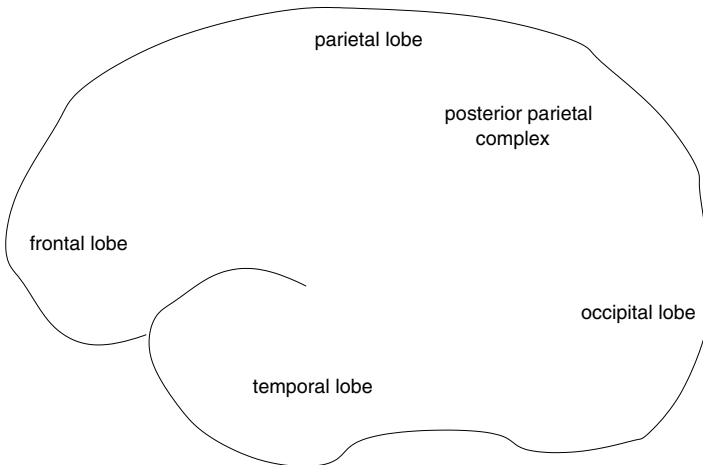 parietal lobe
posterior parietal
complex
frontal lobe
occipital lobe
temporal lobe